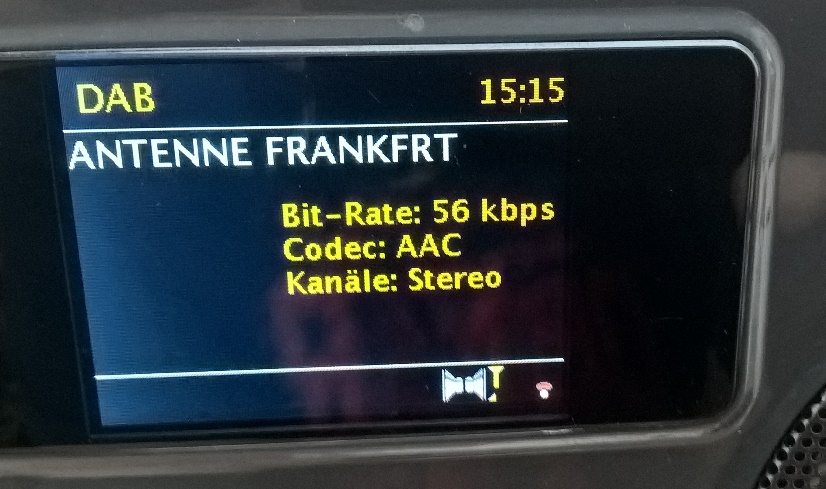 DAB 15:15
ANTENNE FRANKFRT
Bit-Rate: 56 kbps
Codec: AAC
Kanäle: Stereo